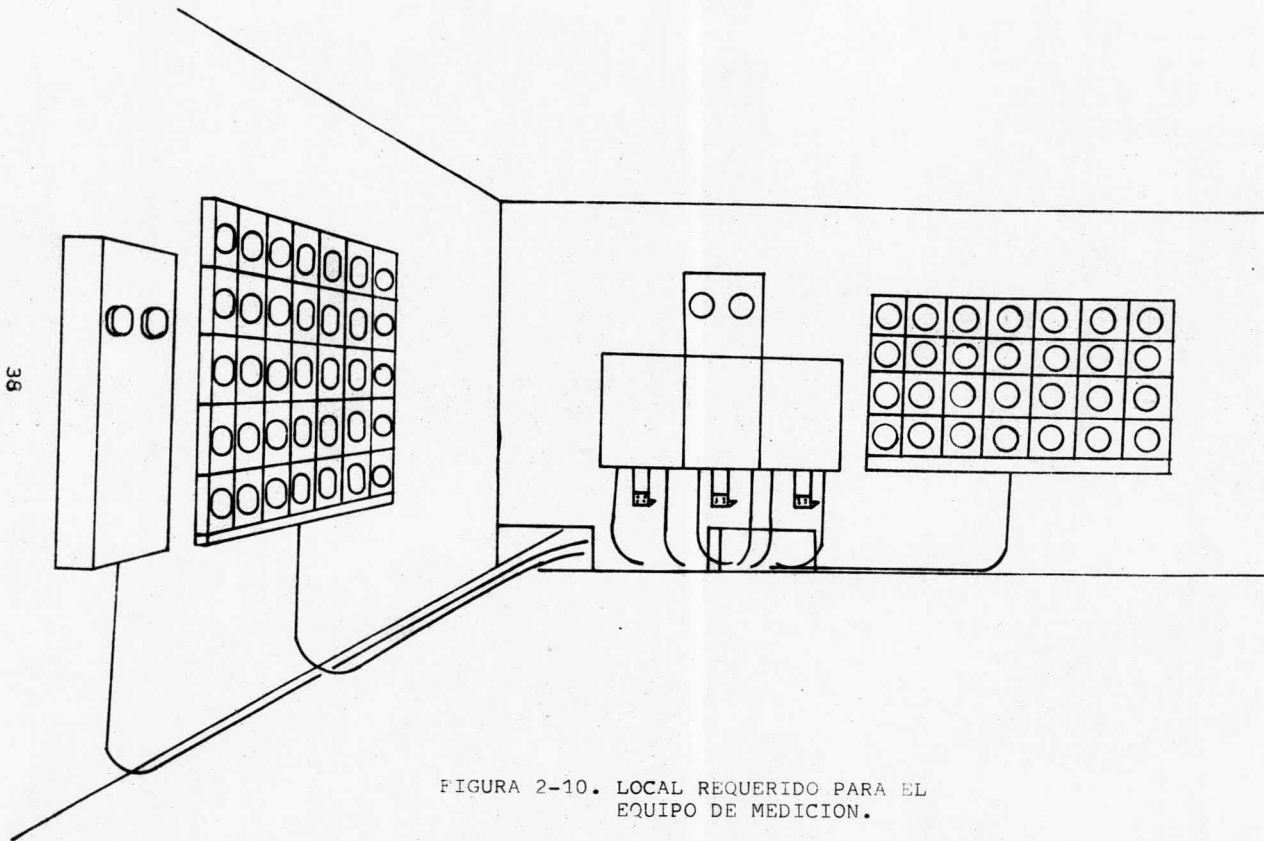 38
FIGURA 2-10. LOCAL REQUERIDO PARA EL
EQUIPO DE MEDICION.